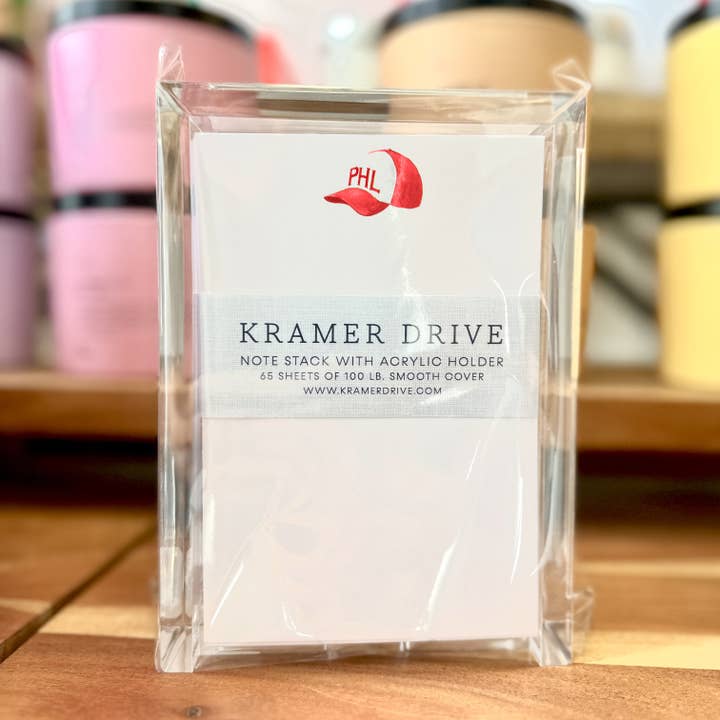 PHL
KRAMER DRIVE
NOTE STACK WITH ACRYLIC HOLDER
65 SHEETS OF 100 LB. SMOOTH COVER
WWW.KRAMERDRIVE.COM